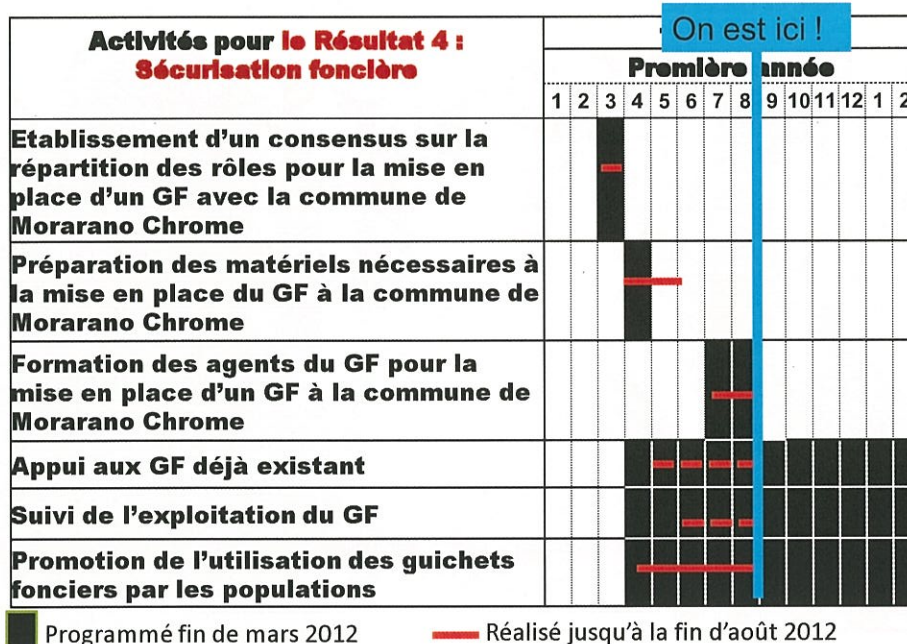 Activités pour le Résultat 4 :
Sécurisation foncière
On est ici !
Première année
1 2 3 4 5 6 7 8 9 10 11 12 1 2
Etablissement d'un consensus sur la
répartition des rôles pour la mise en
place d'un GF avec la commune de
Morarano Chrome
Préparation des matériels nécessaires à
la mise en place du GF à la commune de
Morarano Chrome
Formation des agents du GF pour la
mise en place d'un GF à la commune de
Morarano Chrome
Appui aux GF déjà existant
Suivi de l'exploitation du GF
Promotion de l'utilisation des guichets
fonciers par les populations
Programmé fin de mars 2012
Réalisé jusqu'à la fin d'août 2012